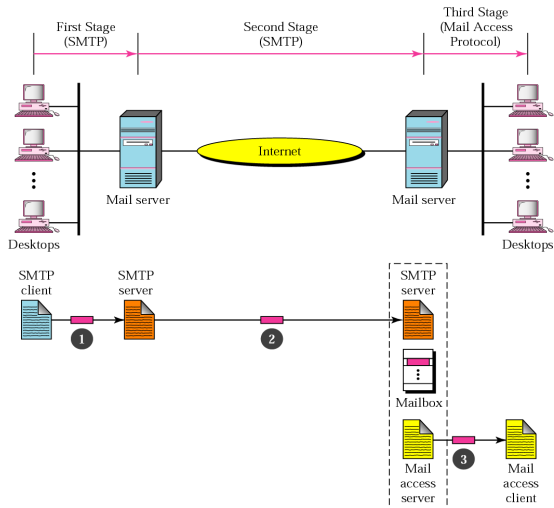 First Stage
(SMTP)
Second Stage
(SMTP)
Third Stage
(Mail Access
Protocol)
Internet
Mail server
Mail server
Desktops
Desktops
SMTP
client
SMTP
server
SMTP
server
1
2
Mailbox
3
Mail
access
server
Mail
access
client